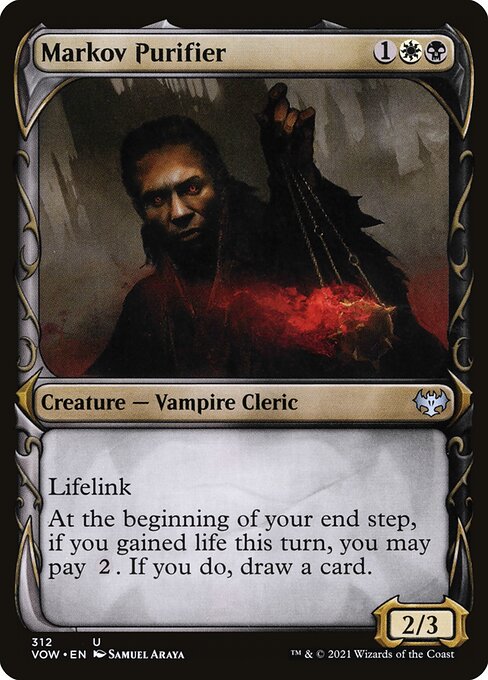 Markov Purifier 1
Creature — Vampire Cleric
Lifelink
At the beginning of your end step,
if you gained life this turn, you may
pay 2. If you do, draw a card.
2/3
312 U
VOW • EN Samuel Araya
™ & © 2021 Wizards of the Coast